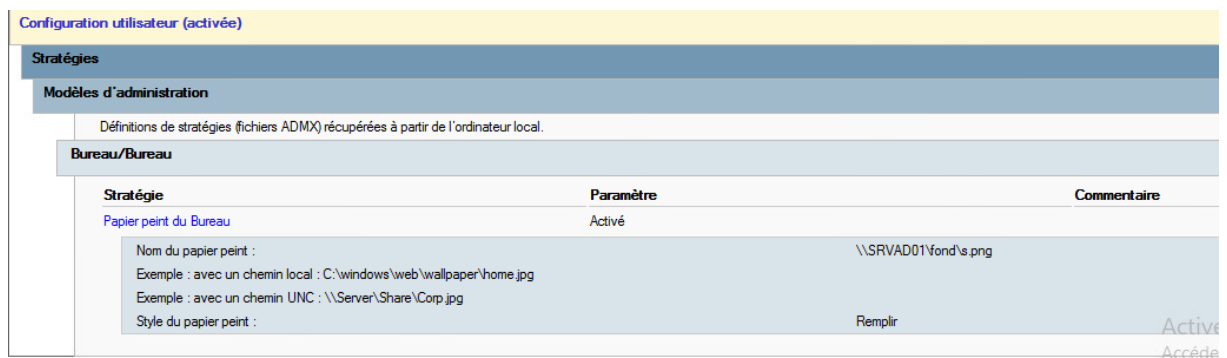 Configuration utilisateur (activée)
Stratégies
Modèles d'administration
Définitions de stratégies (fichiers ADMX) récupérées à partir de l'ordinateur local.
Bureau/Bureau
Stratégie Paramètre Commentaire
Papier peint du Bureau Activé
Nom du papier peint : \\SRVAD01\fond\s.png
Exemple : avec un chemin local : C:\windows\web\wallpaper\home.jpg
Exemple : avec un chemin UNC : \\Server\Share\Corp.jpg
Style du papier peint : Remplir
Active
Accéde